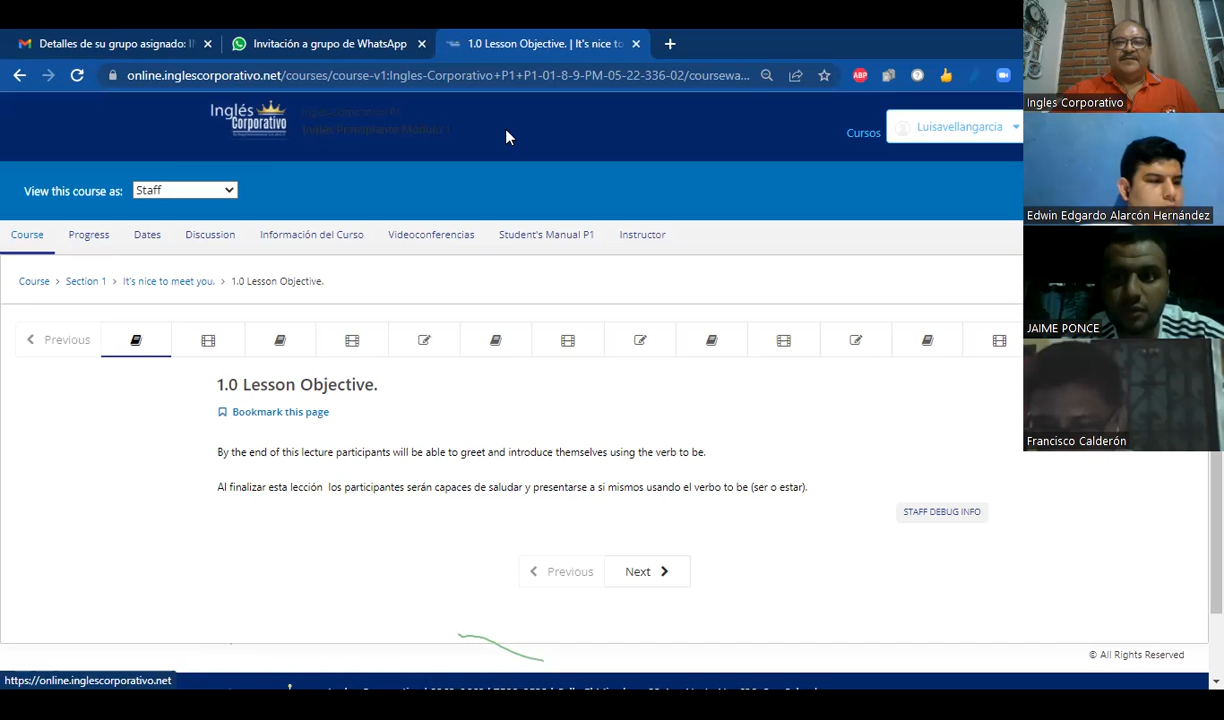 Detalles de su grupo asignado: I
Invitación a grupo de WhatsApp
1.0 Lesson Objective. | It's nice to
online.inglescorporativo.net/courses/course-v1:Ingles-Corporativo+P1+P1-01-8-9-PM-05-22-336-02/coursewa...
ABP
Ingles Corporativo
Inglés
Corporativo
Ingles Corporativo P1
Inglés Principiante Módulo I
Cursos
Luisavellangarcia
Edwin Edgardo Alarcón Hernández
View this course as:
Staff
Course
Progress
Dates
Discussion
Información del Curso
Videoconferencias
Student's Manual P1
Instructor
Course > Section 1 > It's nice to meet you. > 1.0 Lesson Objective.
JAIME PONCE
Previous
1.0 Lesson Objective.
Bookmark this page
Francisco Calderón
By the end of this lecture participants will be able to greet and introduce themselves using the verb to be.
Al finalizar esta lección los participantes serán capaces de saludar y presentarse a si mismos usando el verbo to be (ser o estar).
STAFF DEBUG INFO
Previous
Next
© All Rights Reserved
https://online.inglescorporativo.net